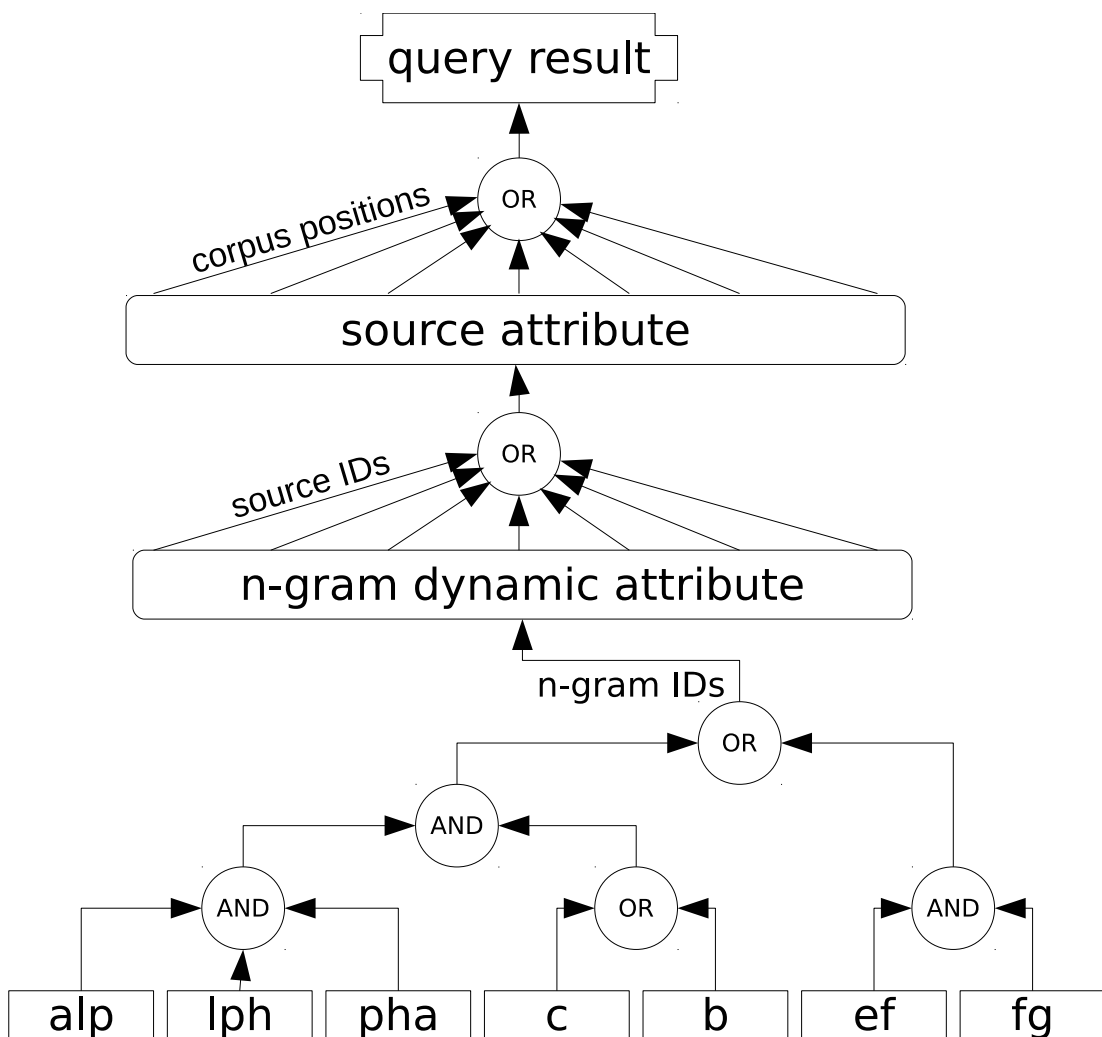 query result
OR
corpus positions
source attribute
OR
source IDs
n-gram dynamic attribute
n-gram IDs
OR
AND
AND
OR
AND
alp
lph
pha
c
b
ef
fg